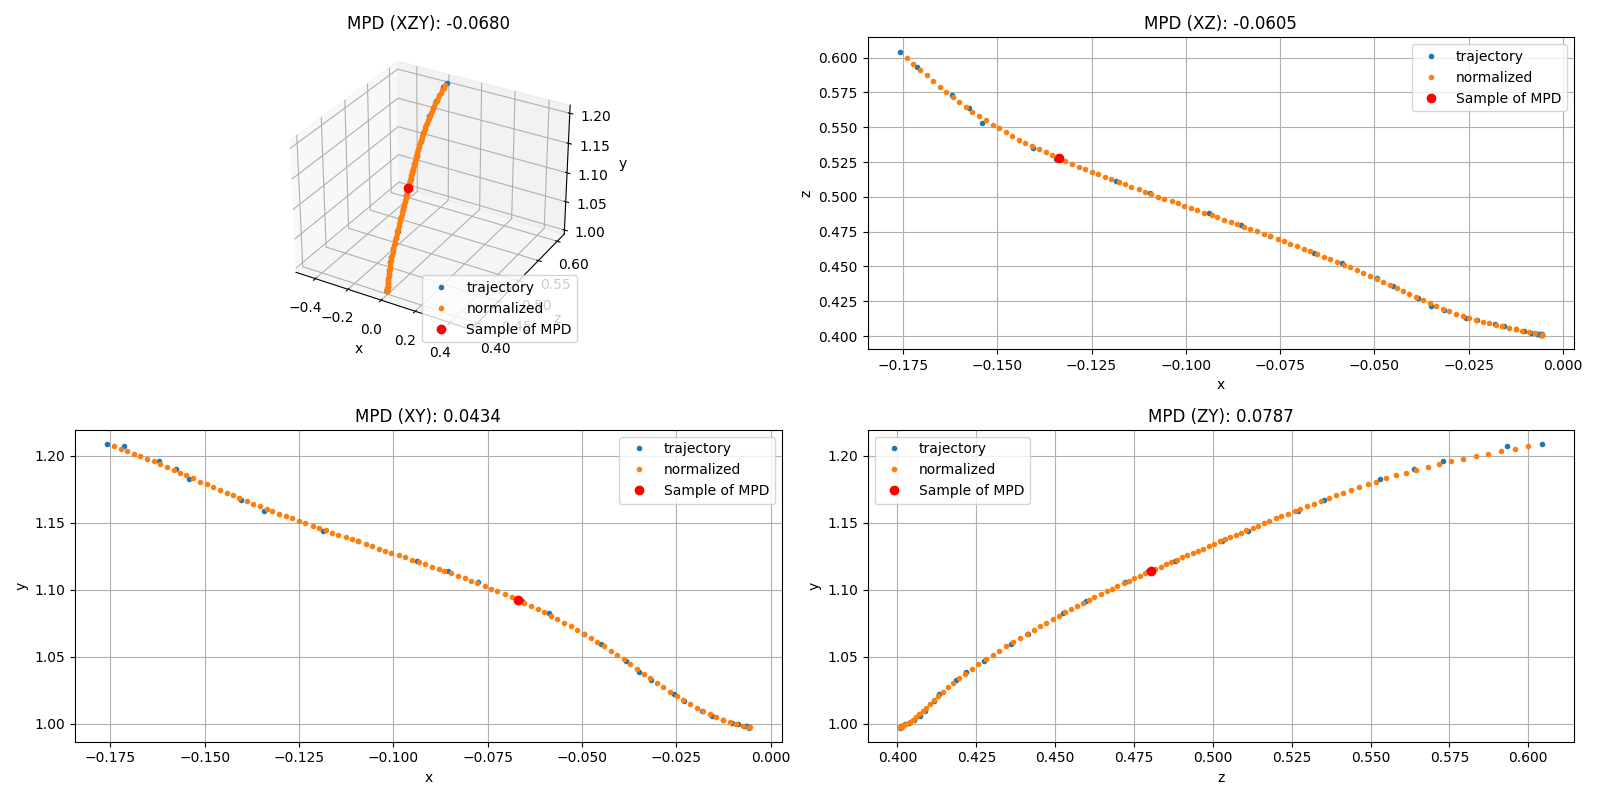 MPD (XZY): -0.0680
1.20
1.15
1.10
1.05
1.00
y
0.60
0.55
0.50
0.45
0.40
z
−0.4
−0.2
0.0
0.2
0.4
x
trajectory
normalized
Sample of MPD
MPD (XZ): -0.0605
0.600
0.575
0.550
0.525
0.500
0.475
0.450
0.425
0.400
z
−0.175 −0.150 −0.125 −0.100 −0.075 −0.050 −0.025 0.000
x
trajectory
normalized
Sample of MPD
MPD (XY): 0.0434
1.20
1.15
1.10
1.05
1.00
y
−0.175 −0.150 −0.125 −0.100 −0.075 −0.050 −0.025 0.000
x
trajectory
normalized
Sample of MPD
MPD (ZY): 0.0787
1.20
1.15
1.10
1.05
1.00
y
0.400 0.425 0.450 0.475 0.500 0.525 0.550 0.575 0.600
z
trajectory
normalized
Sample of MPD